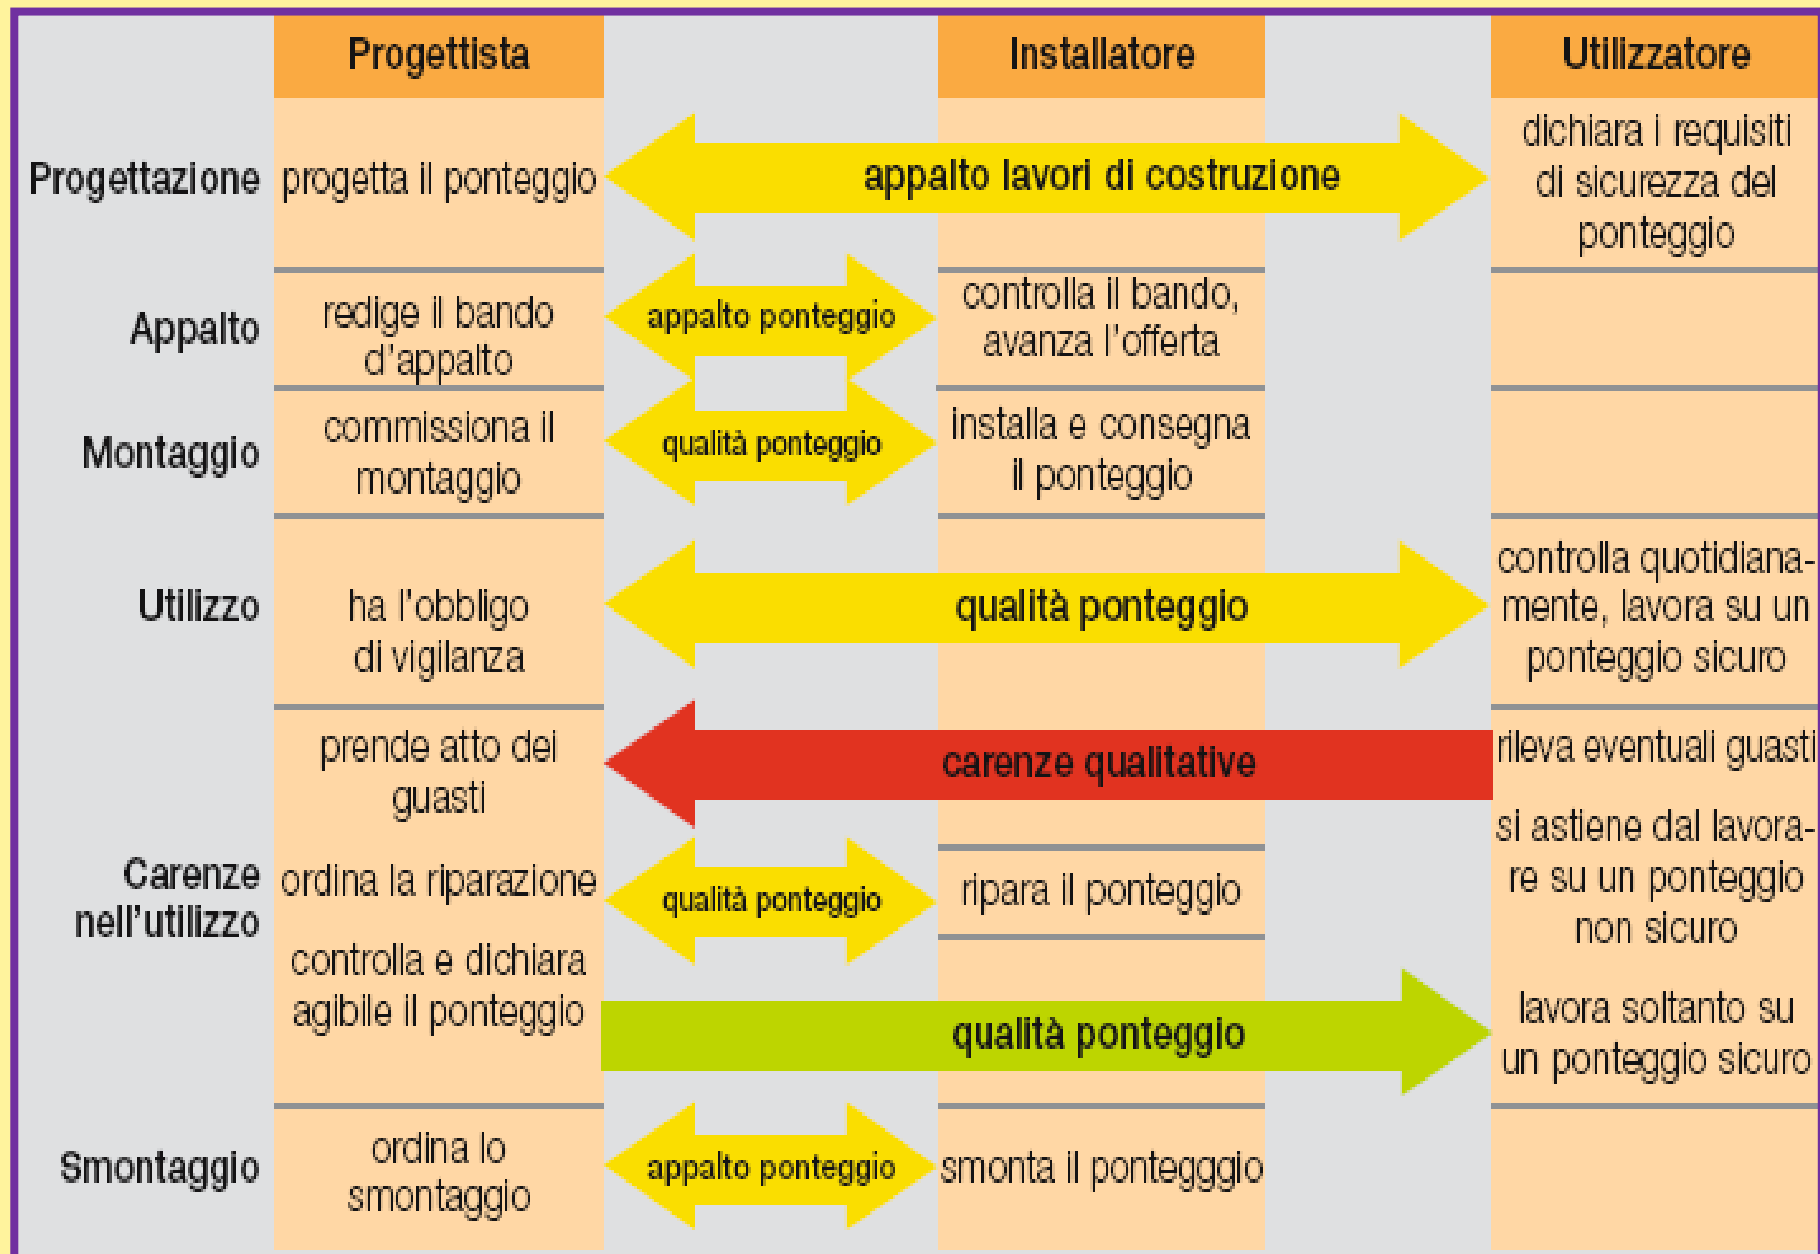 Progettista
Installatore
Utilizzatore
Progettazione
progetta il ponteggio
appalto lavori di costruzione
dichiara i requisiti
di sicurezza del
ponteggio
Appalto
redige il bando
d'appalto
appalto ponteggio
controlla il bando,
avanza l'offerta
Montaggio
commissiona il
montaggio
qualità ponteggio
installa e consegna
il ponteggio
Utilizzo
ha l'obbligo
di vigilanza
qualità ponteggio
controlla quotidiana-
mente, lavora su un
ponteggio sicuro
Carenze
nell'utilizzo
prende atto dei
guasti
carenze qualitative
rileva eventuali guasti
ordina la riparazione
qualità ponteggio
ripara il ponteggio
si astiene dal lavora-
re su un ponteggio
non sicuro
controlla e dichiara
agibile il ponteggio
qualità ponteggio
lavora soltanto su
un ponteggio sicuro
Smontaggio
ordina lo
smontaggio
appalto ponteggio
smonta il pontegggio